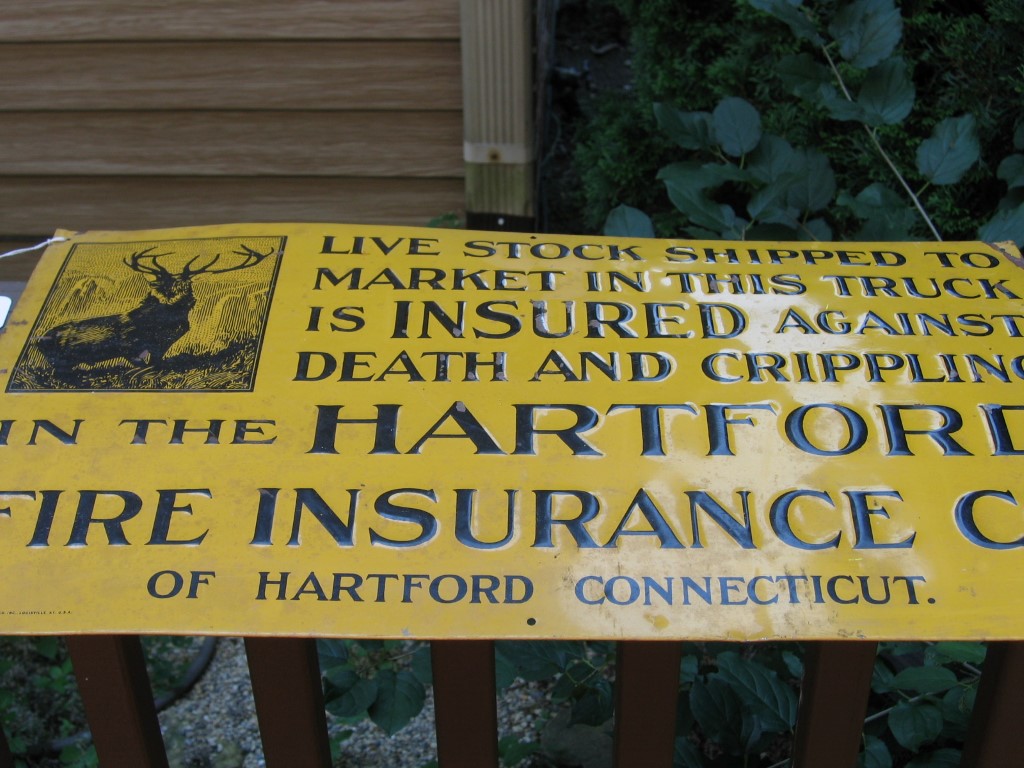 LIVE STOCK SHIPPED TO
MARKET IN THIS TRUCK
IS INSURED AGAINST
DEATH AND CRIPPLING
IN THE HARTFORD
FIRE INSURANCE C
OF HARTFORD CONNECTICUT.